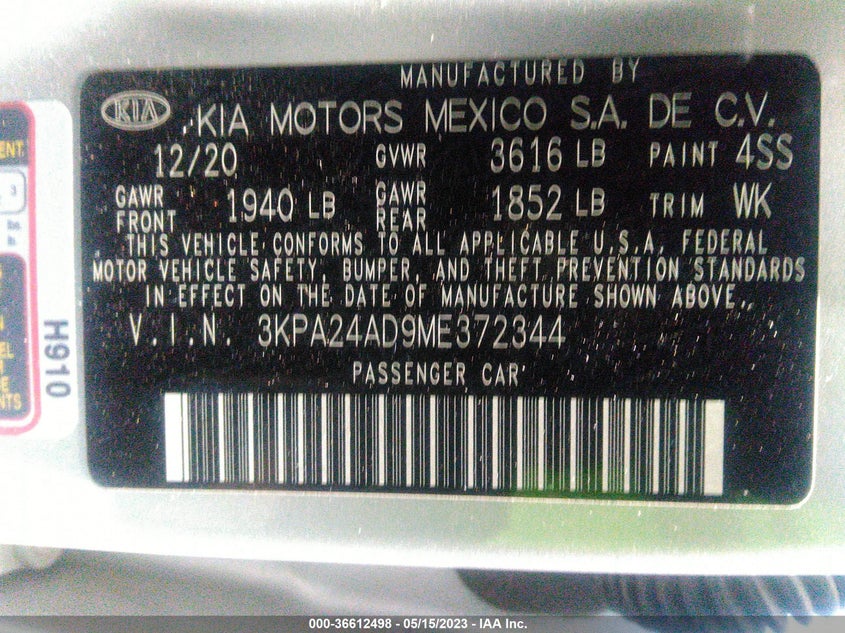 MANUFACTURED BY
KIA
KIA MOTORS MEXICO S.A. DE C.V.
12/20 GVWR 3616 LB PAINT 4SS
GAWR FRONT 1940 LB GAWR REAR 1852 LB TRIM WK
THIS VEHICLE CONFORMS TO ALL APPLICABLE U.S.A. FEDERAL
MOTOR VEHICLE SAFETY, BUMPER, AND THEFT PREVENTION STANDARDS
IN EFFECT ON THE DATE OF MANUFACTURE SHOWN ABOVE.
V.I.N. 3KPA24AD9ME372344
PASSENGER CAR
H910
000-36612498 - 05/15/2023 - IAA Inc.